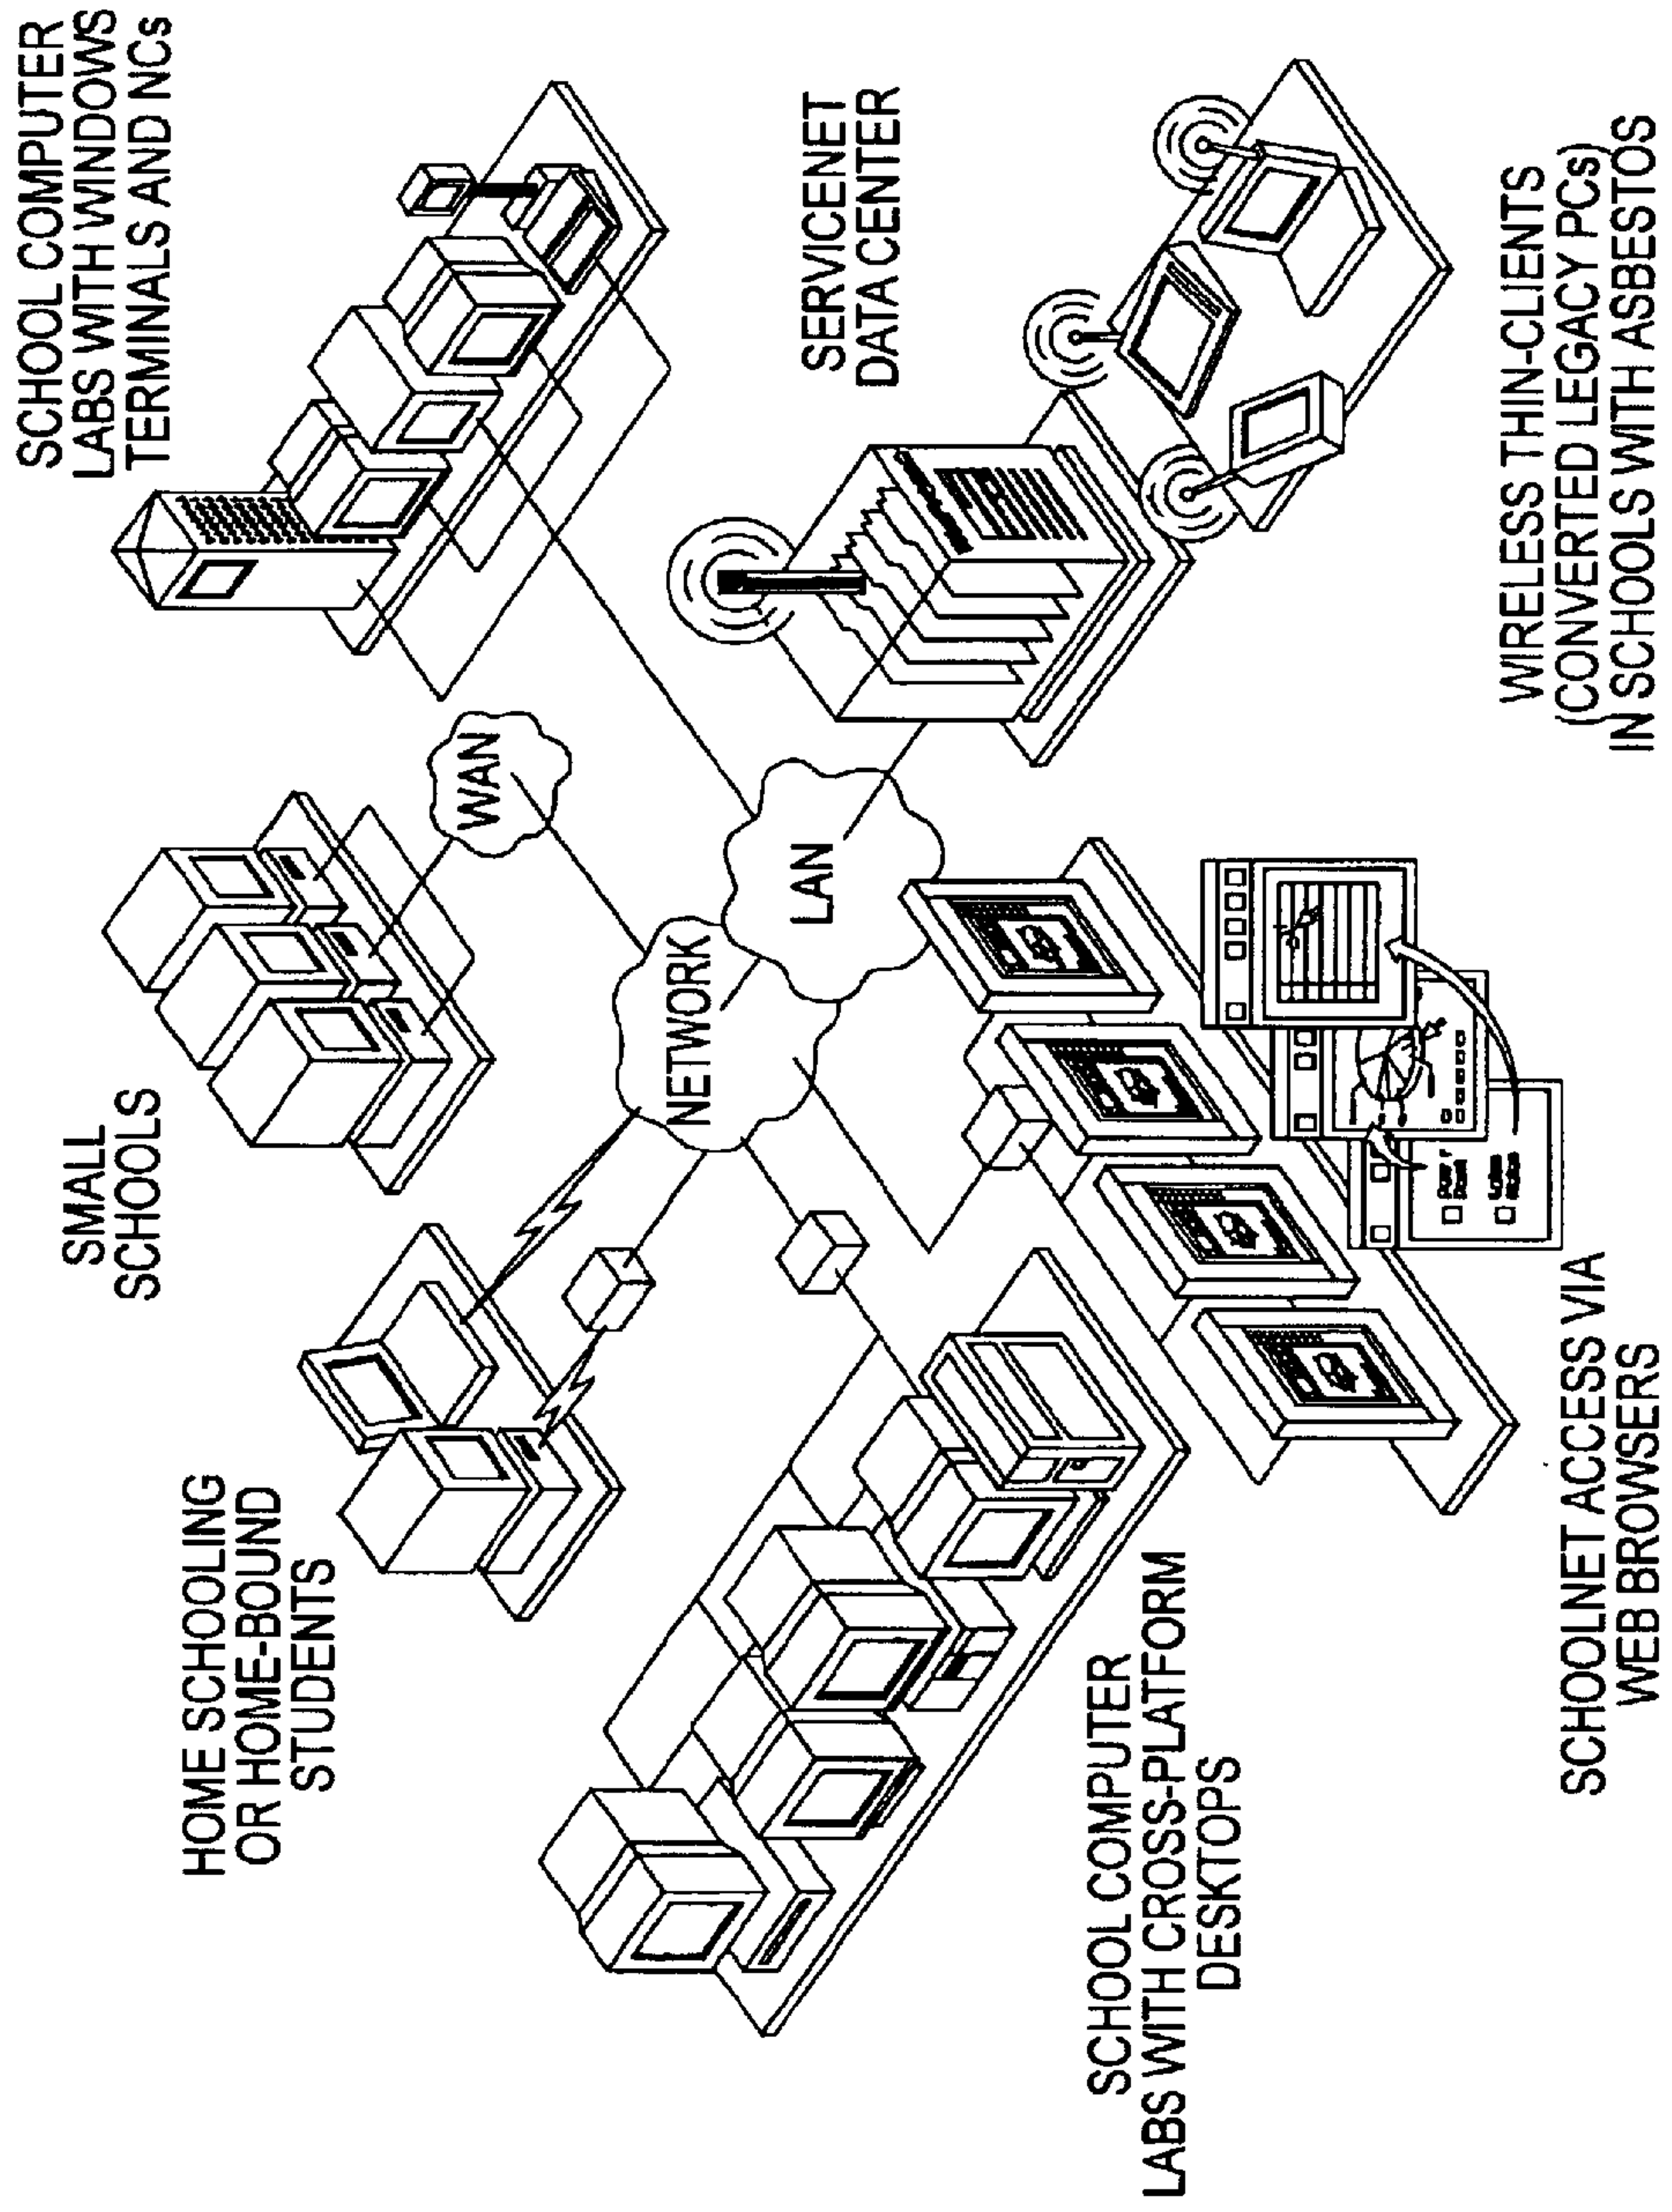 HOME SCHOOLING
OR HOME-BOUND
STUDENTS
SMALL
SCHOOLS
SCHOOL COMPUTER
LABS WITH WINDOWS
TERMINALS AND NCs
WAN
NETWORK
LAN
SERVICENET
DATA CENTER
SCHOOL COMPUTER
LABS WITH CROSS-PLATFORM
DESKTOPS
SCHOOLNET ACCESS VIA
WEB BROWSERS
WIRELESS THIN-CLIENTS
(CONVERTED LEGACY PCs)
IN SCHOOLS WITH ASBESTOS